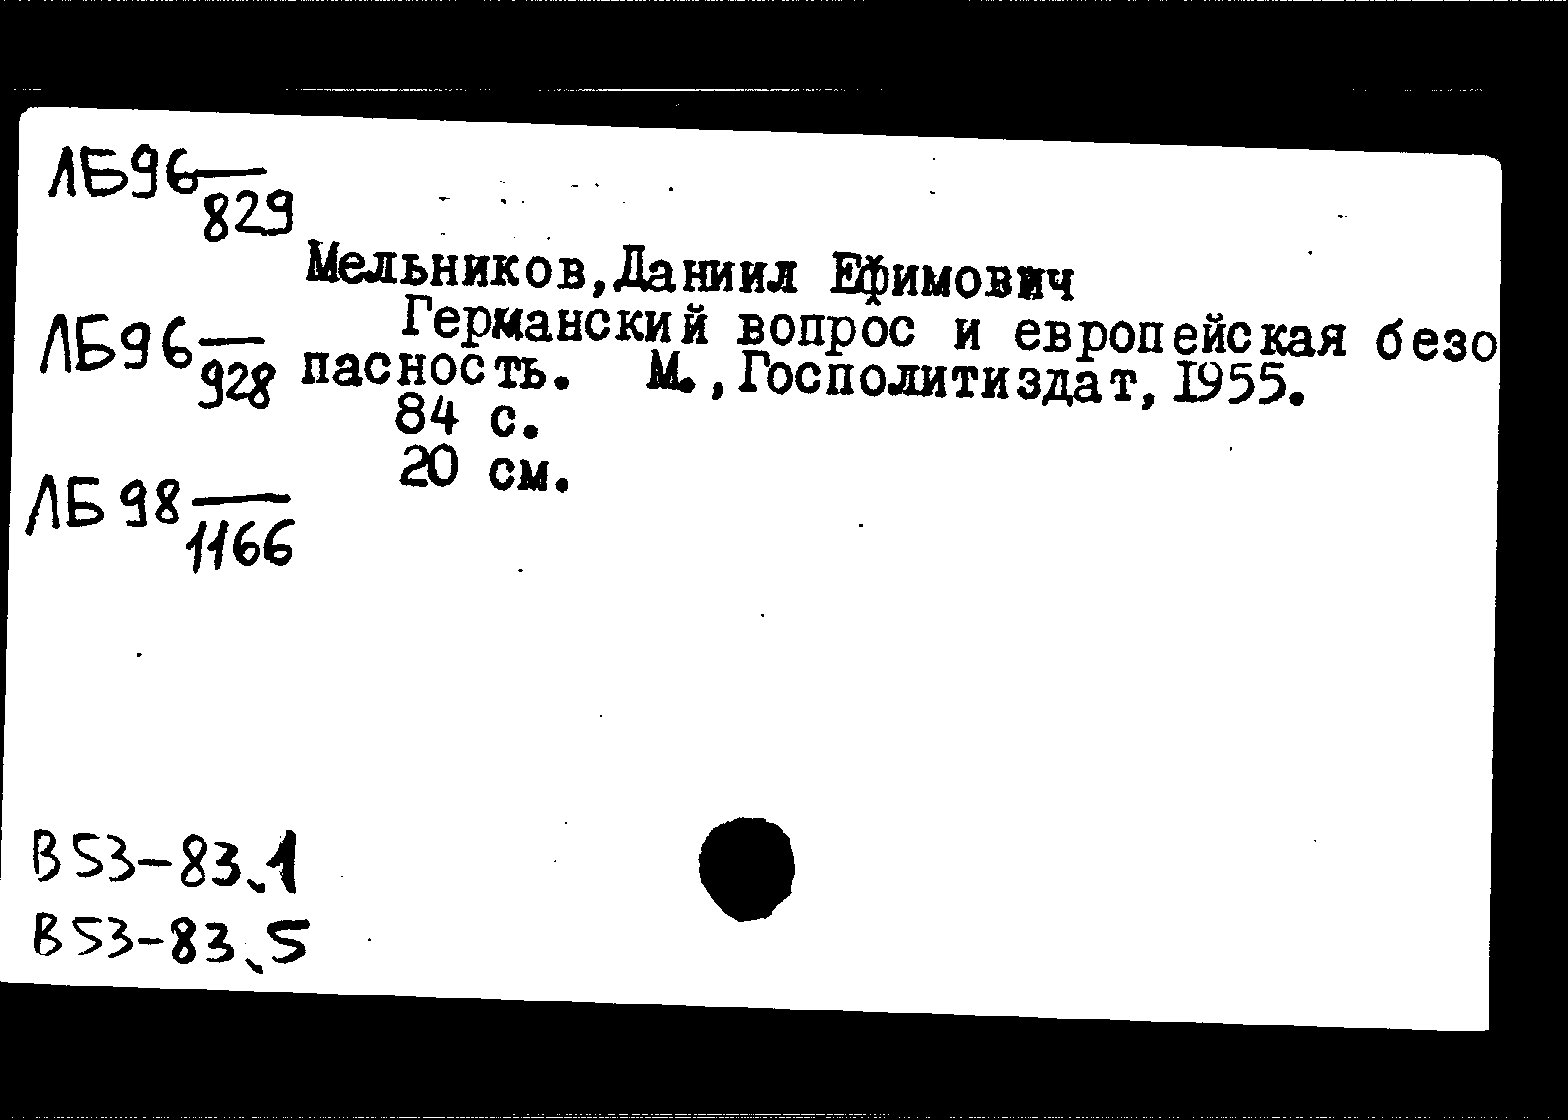 ЛБ96
829
Мельников,Даниил Ефимович
Германский вопрос и европейская безо
ЛБ96
928
пасность. М.,Госполитиздат,1955.
84 с.
20 см.
ЛБ98
1166
В53-83.1
В53-83.5